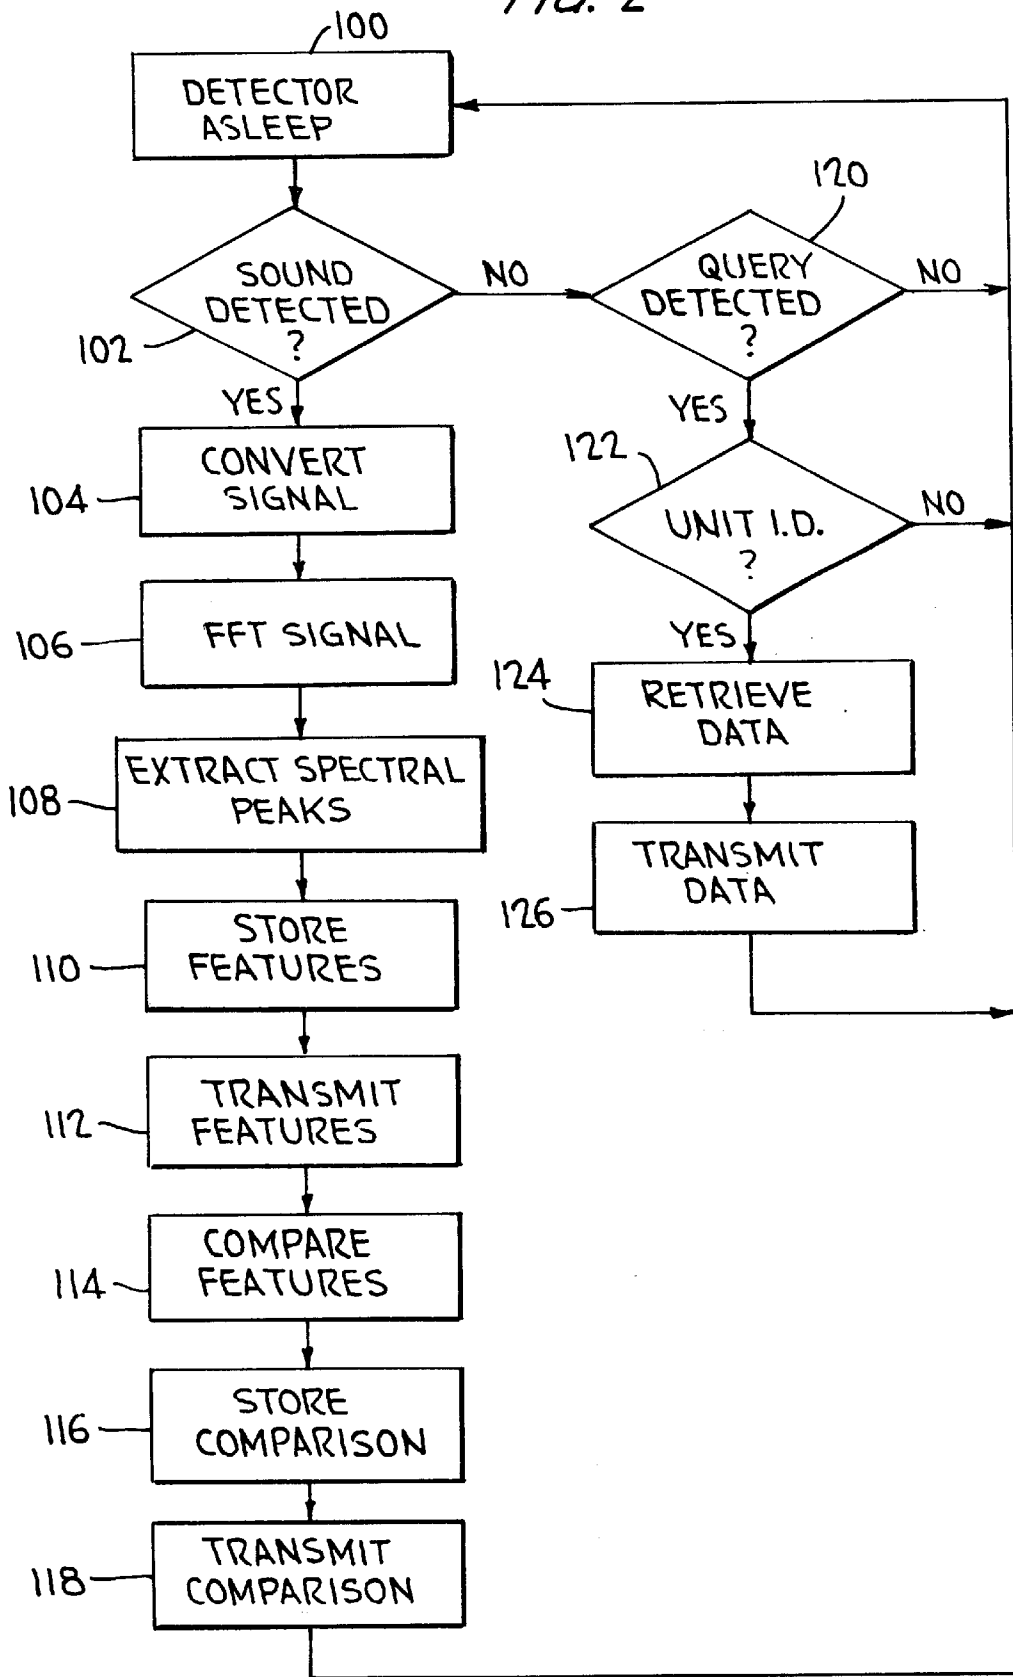 FIG. 2
100
DETECTOR
ASLEEP
120
SOUND
DETECTED
?
102
NO
QUERY
DETECTED
?
NO
YES
YES
CONVERT
SIGNAL
104
122
UNIT I.D.
?
NO
FFT SIGNAL
106
YES
124
RETRIEVE
DATA
EXTRACT SPECTRAL
PEAKS
108
TRANSMIT
DATA
126
STORE
FEATURES
110
TRANSMIT
FEATURES
112
COMPARE
FEATURES
114
STORE
COMPARISON
116
TRANSMIT
COMPARISON
118